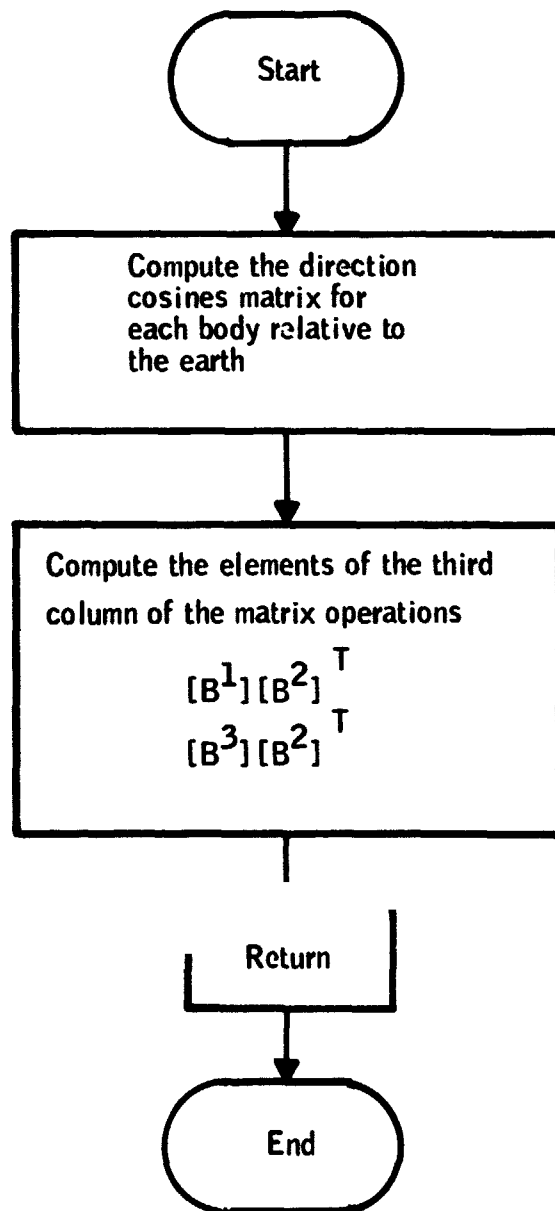 Start
Compute the direction
cosines matrix for
each body relative to
the earth
Compute the elements of the third
column of the matrix operations
[B¹][B²]ᵀ
[B³][B²]ᵀ
Return
End